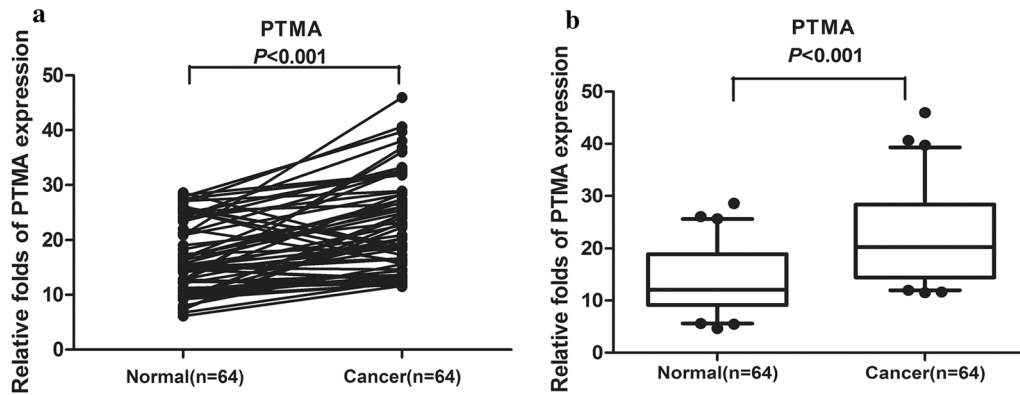 a
PTMA
P<0.001
Relative folds of PTMA expression
50
40
30
20
10
0
Normal(n=64)
Cancer(n=64)
b
PTMA
P<0.001
Relative folds of PTMA expression
50
40
30
20
10
0
Normal(n=64)
Cancer(n=64)